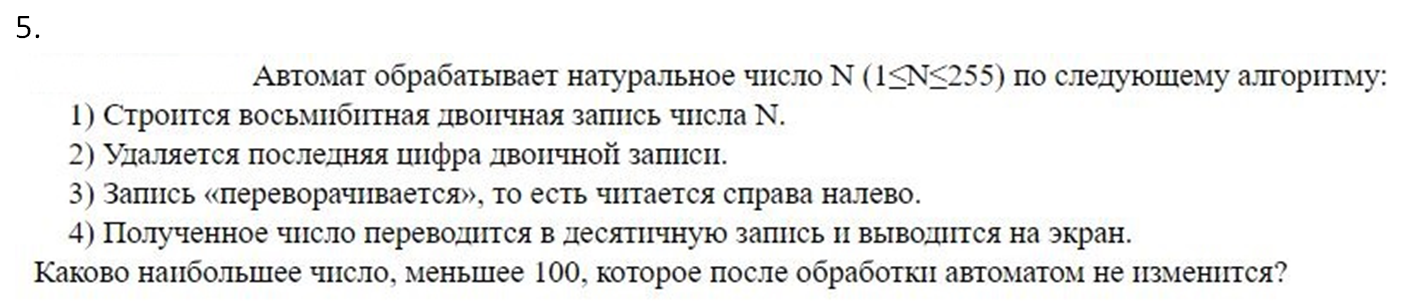 5.
Автомат обрабатывает натуральное число N (1≤N≤255) по следующему алгоритму:
1) Строится восьмибитная двоичная запись числа N.
2) Удаляется последняя цифра двоичной записи.
3) Запись «переворачивается», то есть читается справа налево.
4) Полученное число переводится в десятичную запись и выводится на экран.
Каково наибольшее число, меньшее 100, которое после обработки автоматом не изменится?